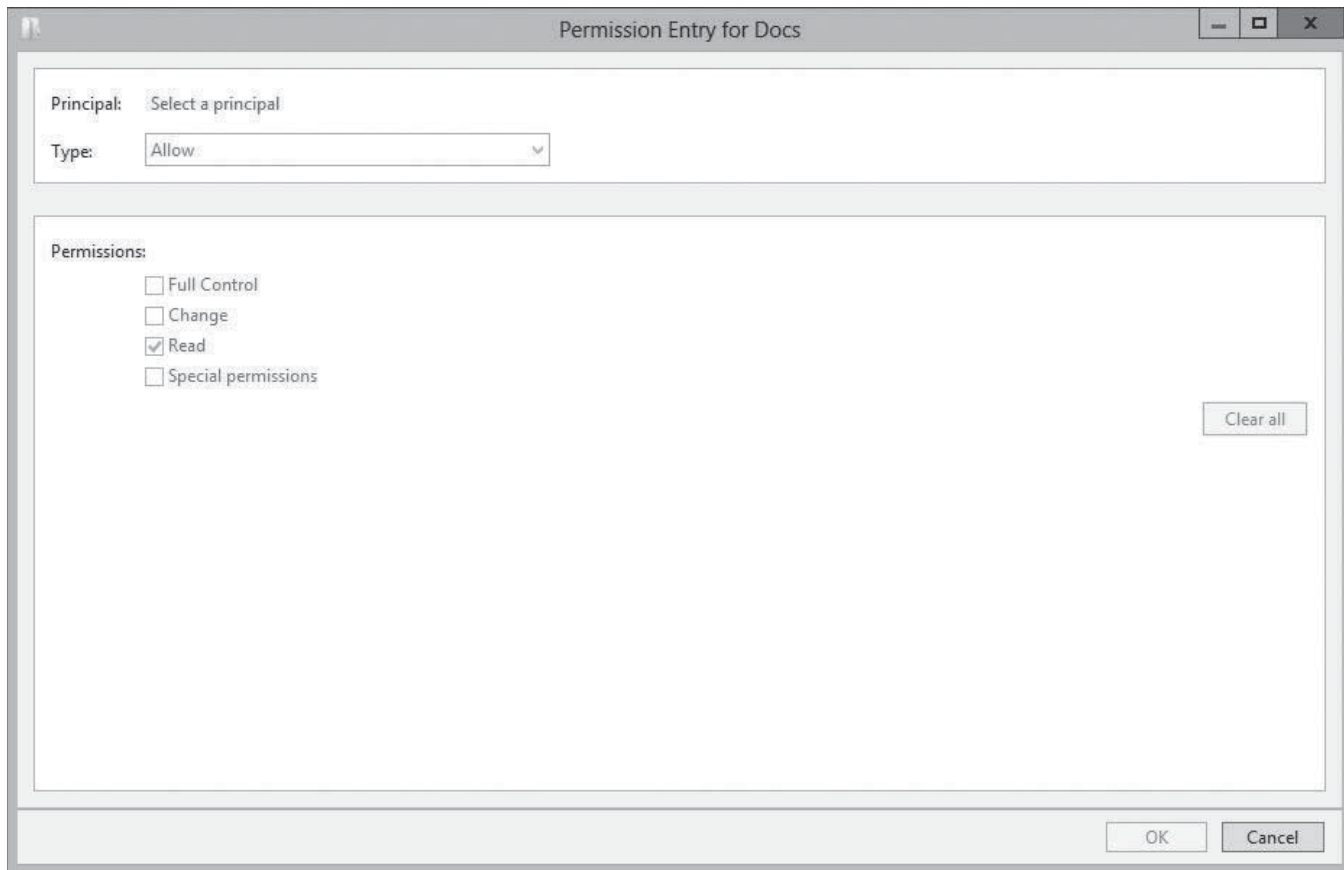 Permission Entry for Docs
Principal: Select a principal
Type: Allow
Permissions:
Full Control
Change
Read
Special permissions
Clear all
OK Cancel